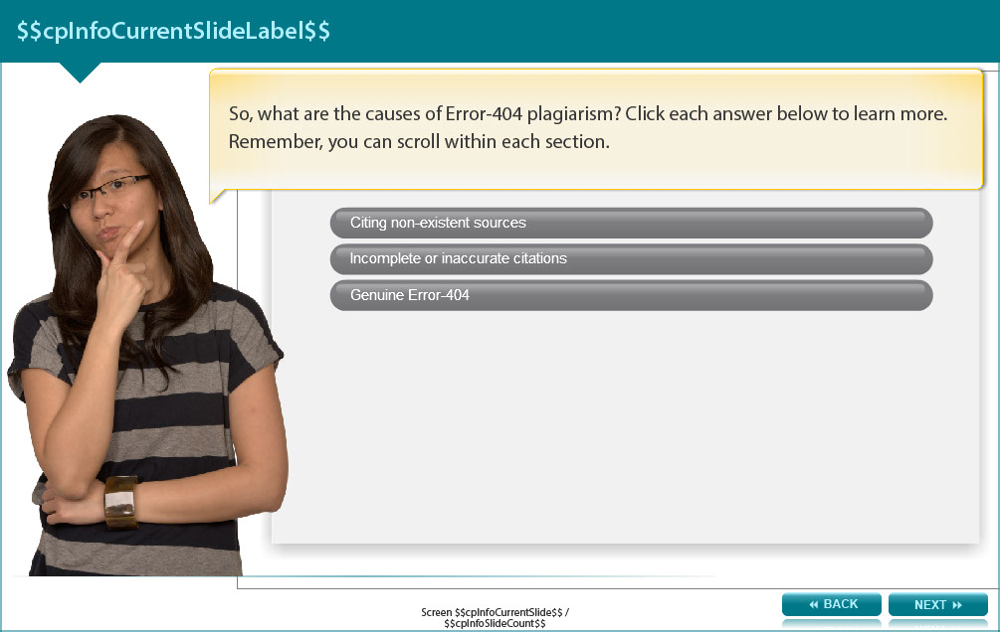 $$cpInfoCurrentSlideLabel$$
So, what are the causes of Error-404 plagiarism? Click each answer below to learn more.
Remember, you can scroll within each section.
Citing non-existent sources
Incomplete or inaccurate citations
Genuine Error-404
Screen $$cpInfoCurrentSlide$$ /
$$cpInfoSlideCount$$
BACK
NEXT